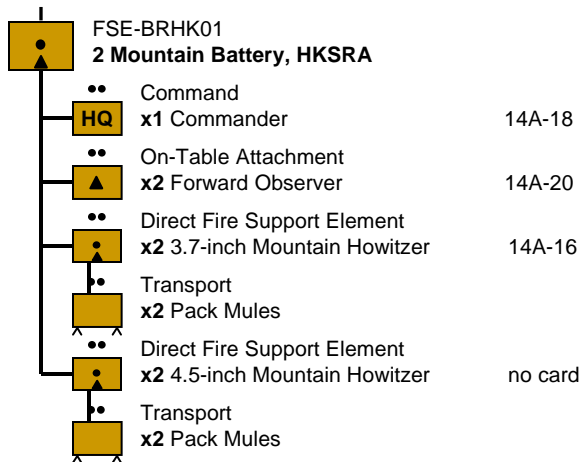 FSE-BRHK01
2 Mountain Battery, HKSRA
Command
HQ x1 Commander 14A-18
On-Table Attachment
x2 Forward Observer 14A-20
Direct Fire Support Element
x2 3.7-inch Mountain Howitzer 14A-16
Transport
x2 Pack Mules
Direct Fire Support Element
x2 4.5-inch Mountain Howitzer no card
Transport
x2 Pack Mules